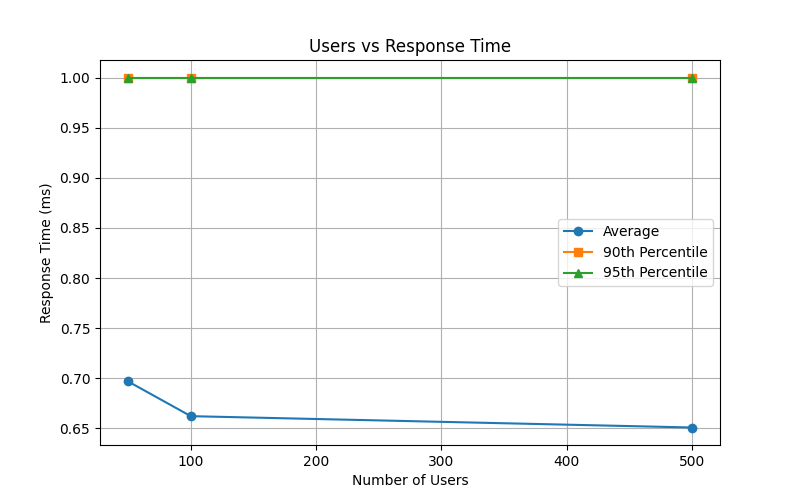 Users vs Response Time
1.00
0.95
0.90
0.85
0.80
0.75
0.70
0.65
Response Time (ms)
Average
90th Percentile
95th Percentile
100
200
300
400
500
Number of Users